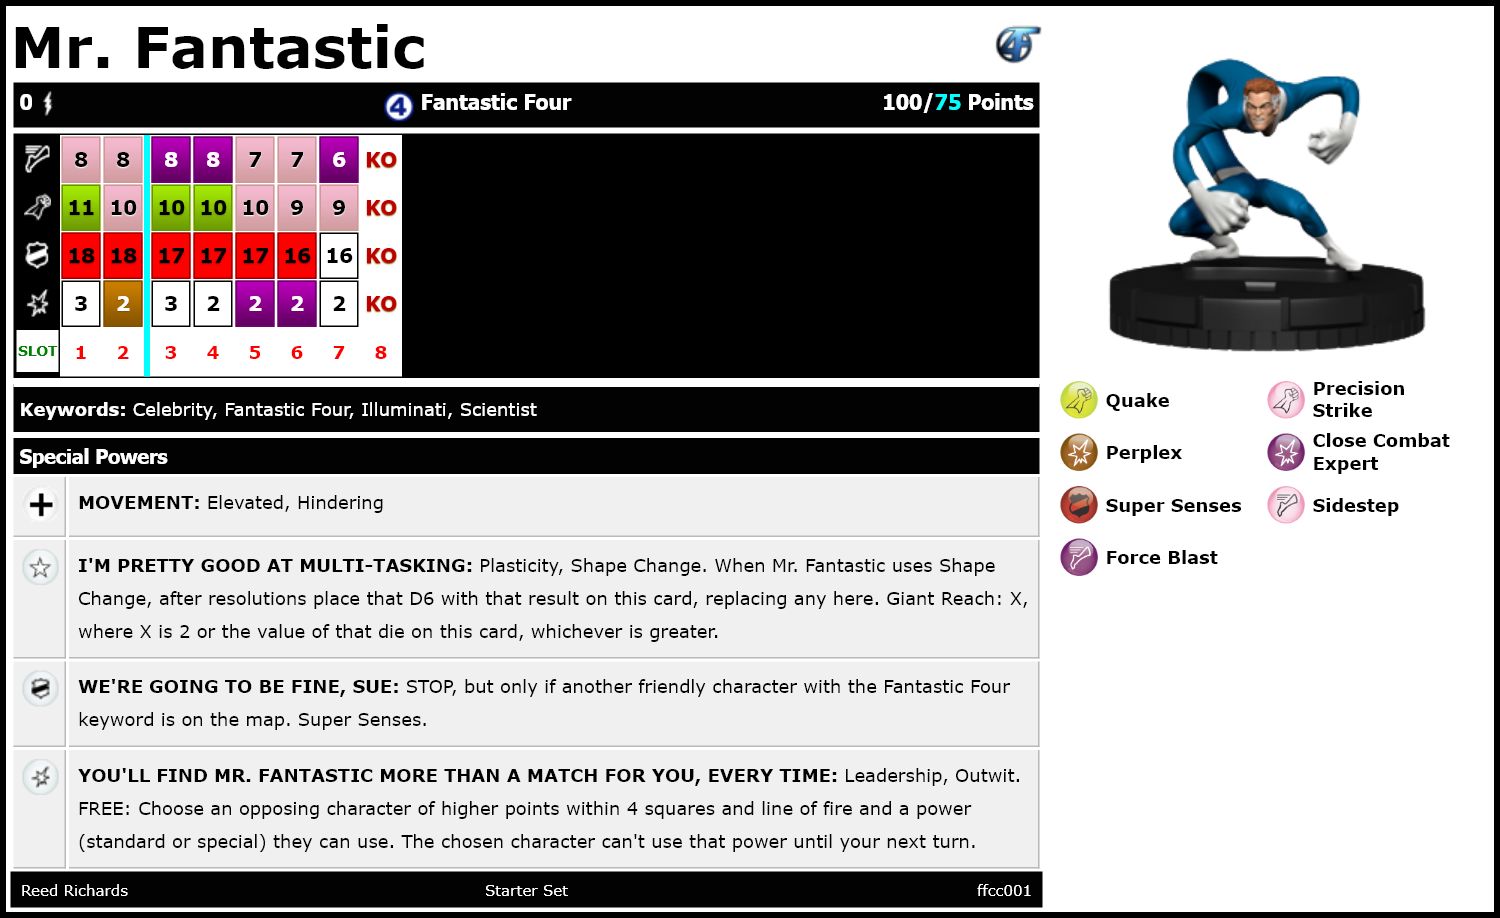 Mr. Fantastic
0 4 Fantastic Four 100/75 Points
8 8 8 8 7 7 6 KO
11 10 10 10 10 9 9 KO
18 18 17 17 17 16 16 KO
3 2 3 2 2 2 2 KO
SLOT 1 2 3 4 5 6 7 8
Keywords: Celebrity, Fantastic Four, Illuminati, Scientist
Special Powers
MOVEMENT: Elevated, Hindering
I'M PRETTY GOOD AT MULTI-TASKING: Plasticity, Shape Change. When Mr. Fantastic uses Shape
Change, after resolutions place that D6 with that result on this card, replacing any here. Giant Reach: X,
where X is 2 or the value of that die on this card, whichever is greater.
WE'RE GOING TO BE FINE, SUE: STOP, but only if another friendly character with the Fantastic Four
keyword is on the map. Super Senses.
YOU'LL FIND MR. FANTASTIC MORE THAN A MATCH FOR YOU, EVERY TIME: Leadership, Outwit.
FREE: Choose an opposing character of higher points within 4 squares and line of fire and a power
(standard or special) they can use. The chosen character can't use that power until your next turn.
Reed Richards Starter Set ffcc001
Quake
Precision
Strike
Perplex
Close Combat
Expert
Super Senses
Sidestep
Force Blast